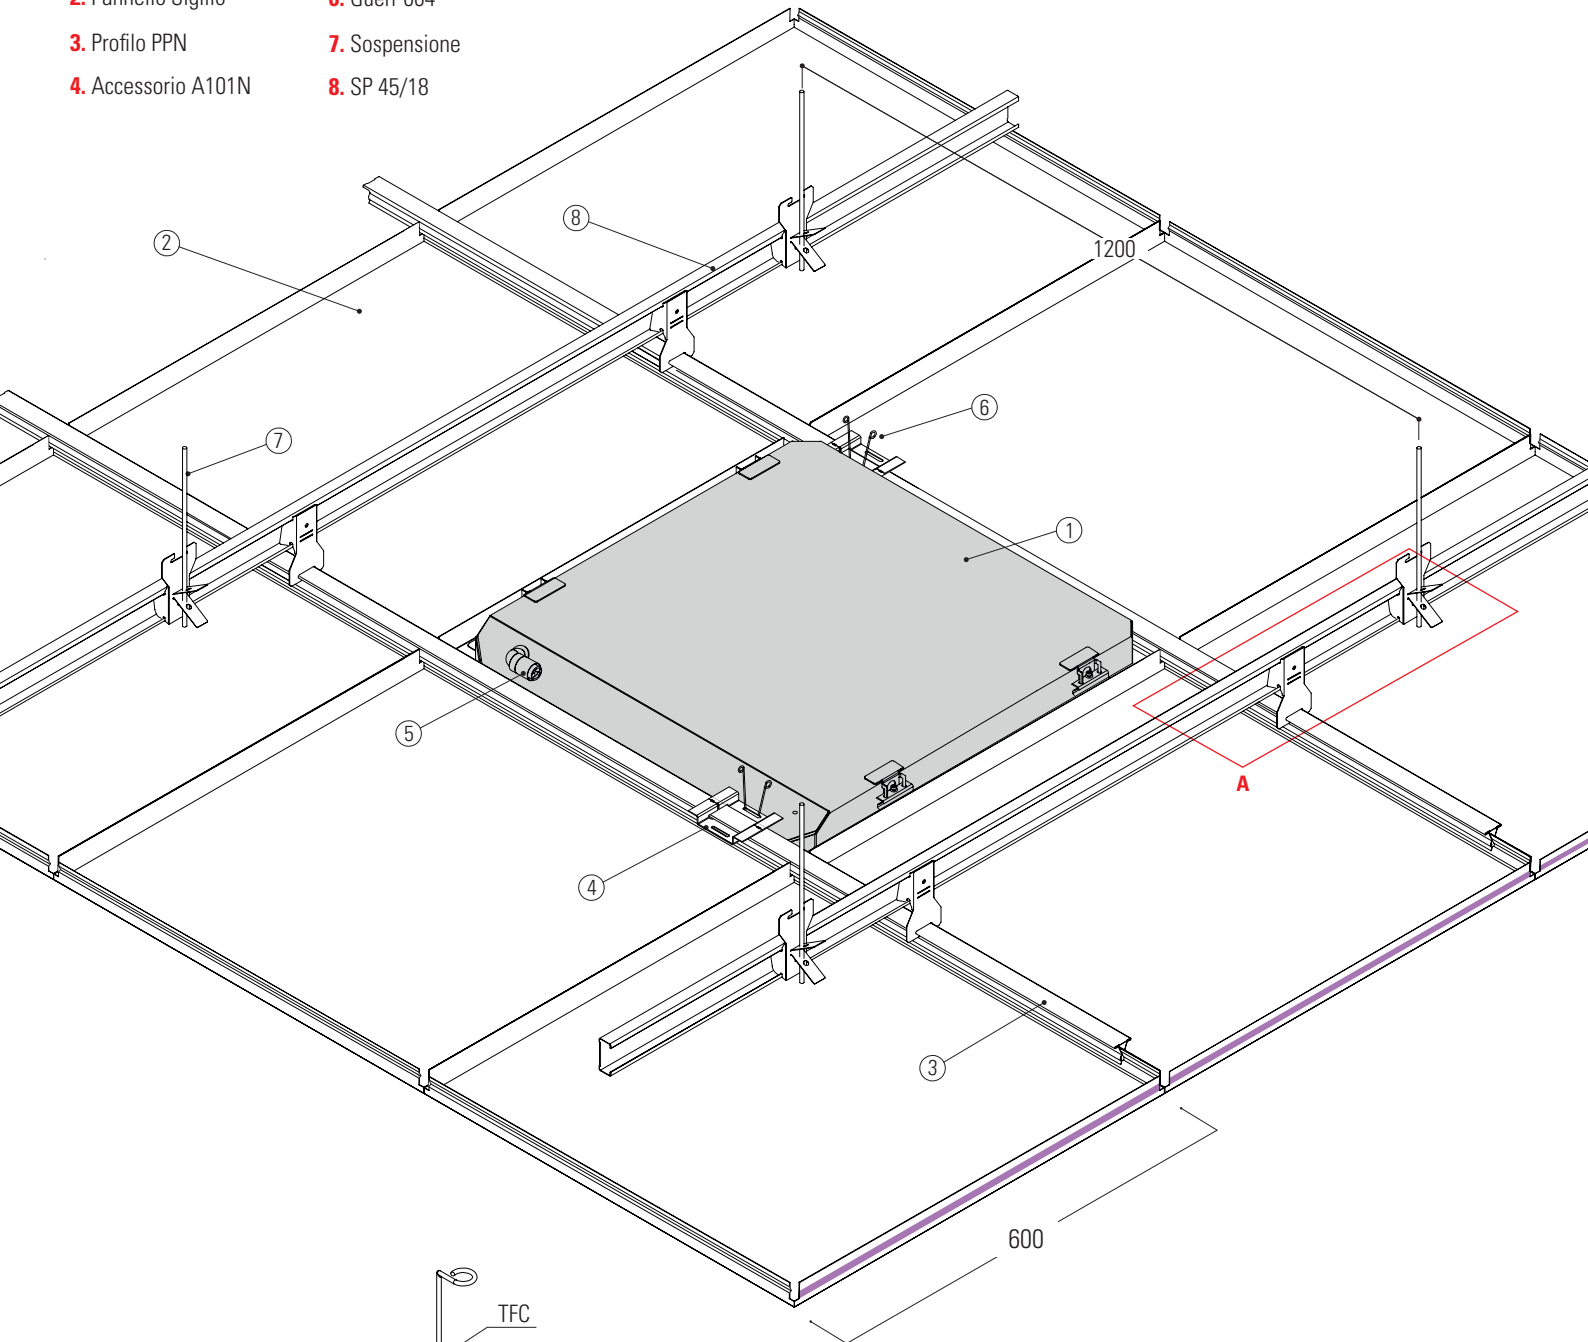 3. Profilo PPN
7. Sospensione
4. Accessorio A101N
8. SP 45/18
1200
2
8
6
7
1
5
A
4
3
600
TFC